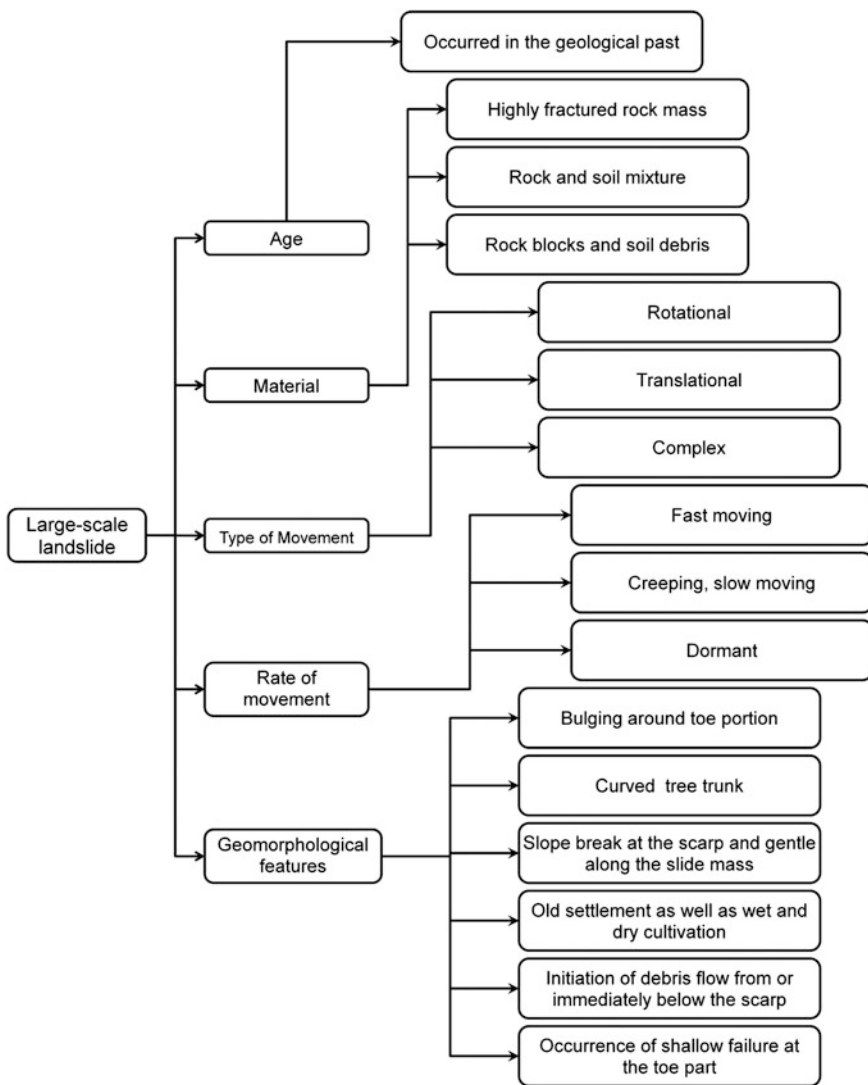 Occurred in the geological past
Highly fractured rock mass
Rock and soil mixture
Age
Rock blocks and soil debris
Rotational
Material
Translational
Complex
Large-scale
landslide
Type of Movement
Fast moving
Creeping, slow moving
Rate of
movement
Dormant
Bulging around toe portion
Curved tree trunk
Geomorphological
features
Slope break at the scarp and gentle
along the slide mass
Old settlement as well as wet and
dry cultivation
Initiation of debris flow from or
immediately below the scarp
Occurrence of shallow failure at
the toe part